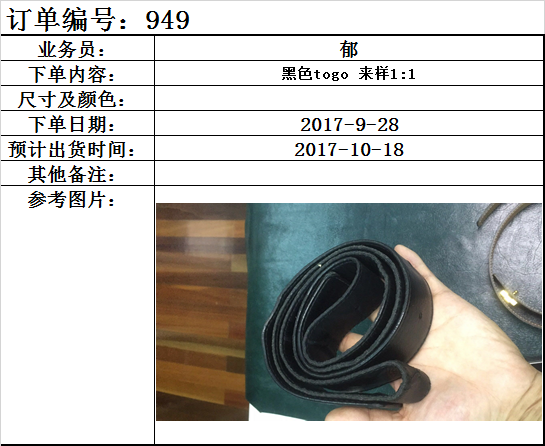 订单编号：949
业务员： 郁
下单内容： 黑色togo 来样1:1
尺寸及颜色：
下单日期： 2017-9-28
预计出货时间： 2017-10-18
其他备注：
参考图片：